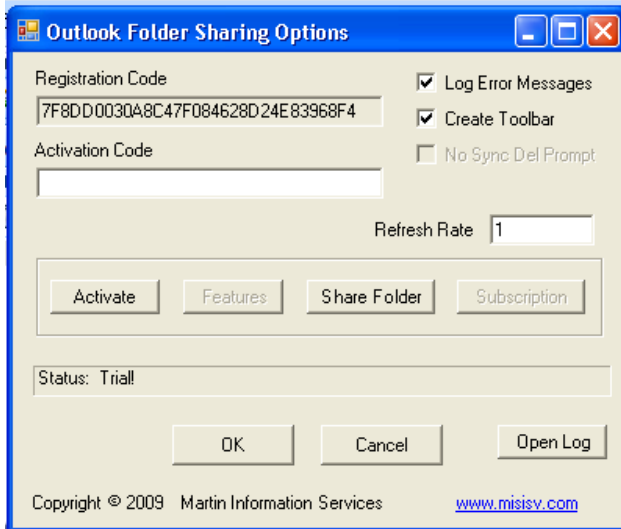 Outlook Folder Sharing Options
Registration Code
7F8DD0030A8C47F084628D24E83968F4
Log Error Messages
Create Toolbar
Activation Code
No Sync Del Prompt
Refresh Rate 1
Activate Features Share Folder Subscription
Status: Trial!
OK Cancel Open Log
Copyright © 2009 Martin Information Services www.misisv.com